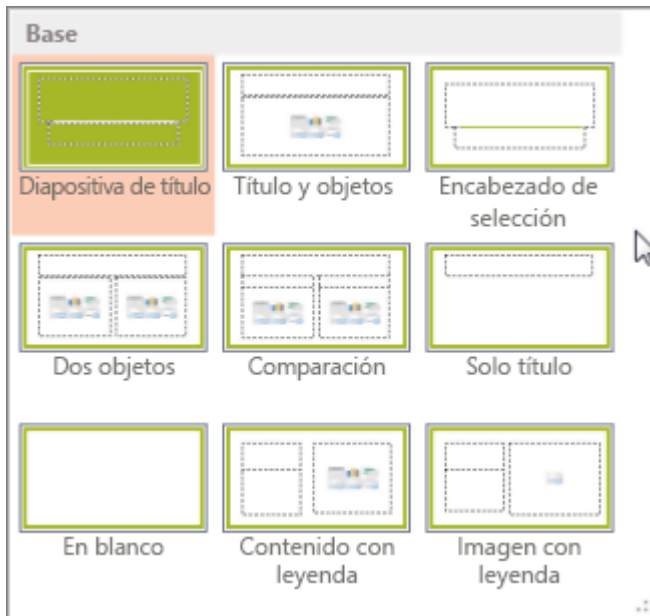 Base
Diapositiva de título
Título y objetos
Encabezado de
selección
Dos objetos
Comparación
Solo título
En blanco
Contenido con
leyenda
Imagen con
leyenda